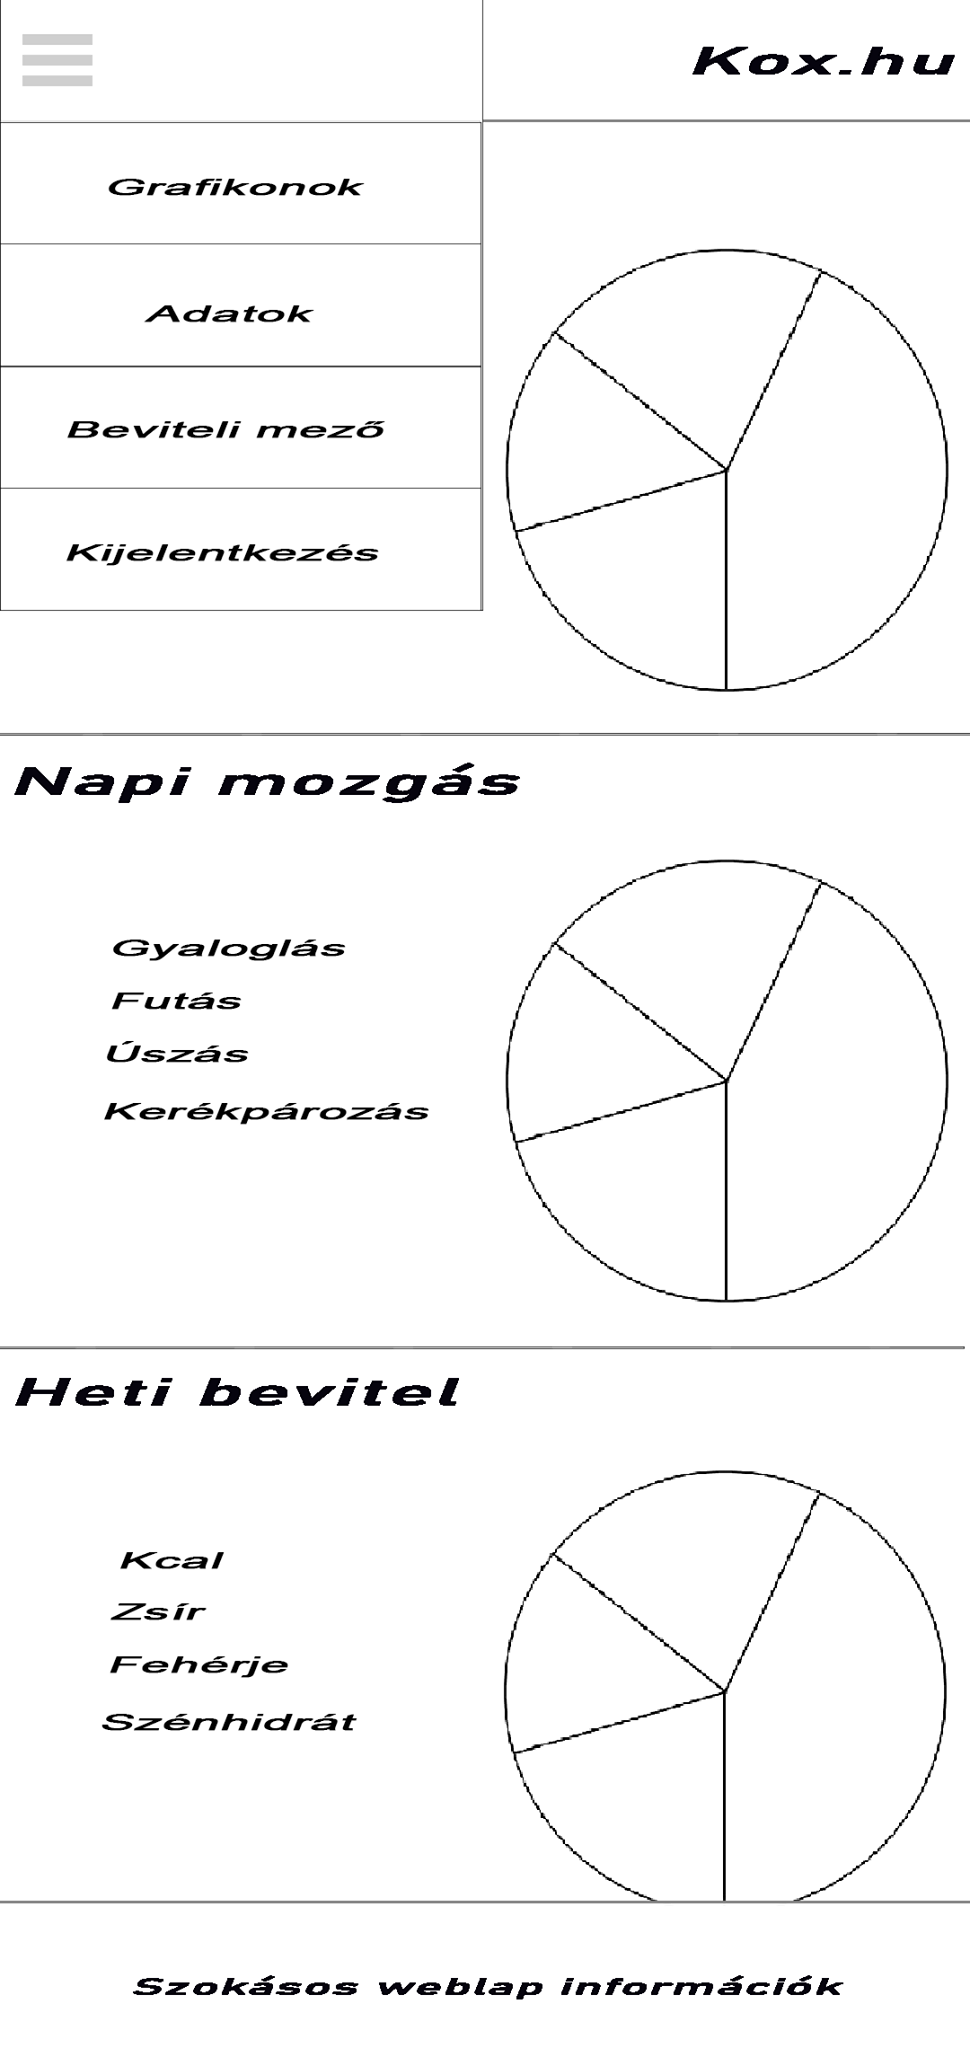 Kox.hu
Grafikonok
Adatok
Beviteli mező
Kijelentkezés
Napi mozgás
Gyaloglás
Futás
Úszás
Kerékpározás
Heti bevitel
Kcal
Zsír
Fehérje
Szénhidrát
Szokásos weblap információk